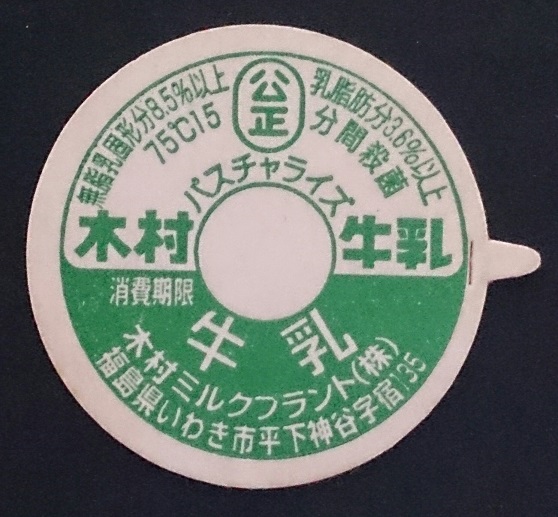 公正
無脂乳固形分8.5%以上
乳脂肪分3.6%以上
75℃15分間殺菌
パスチャライズ
木村 牛乳
消費期限
牛乳
木村ミルクプラント(株)
福島県いわき市平下神谷字宿135